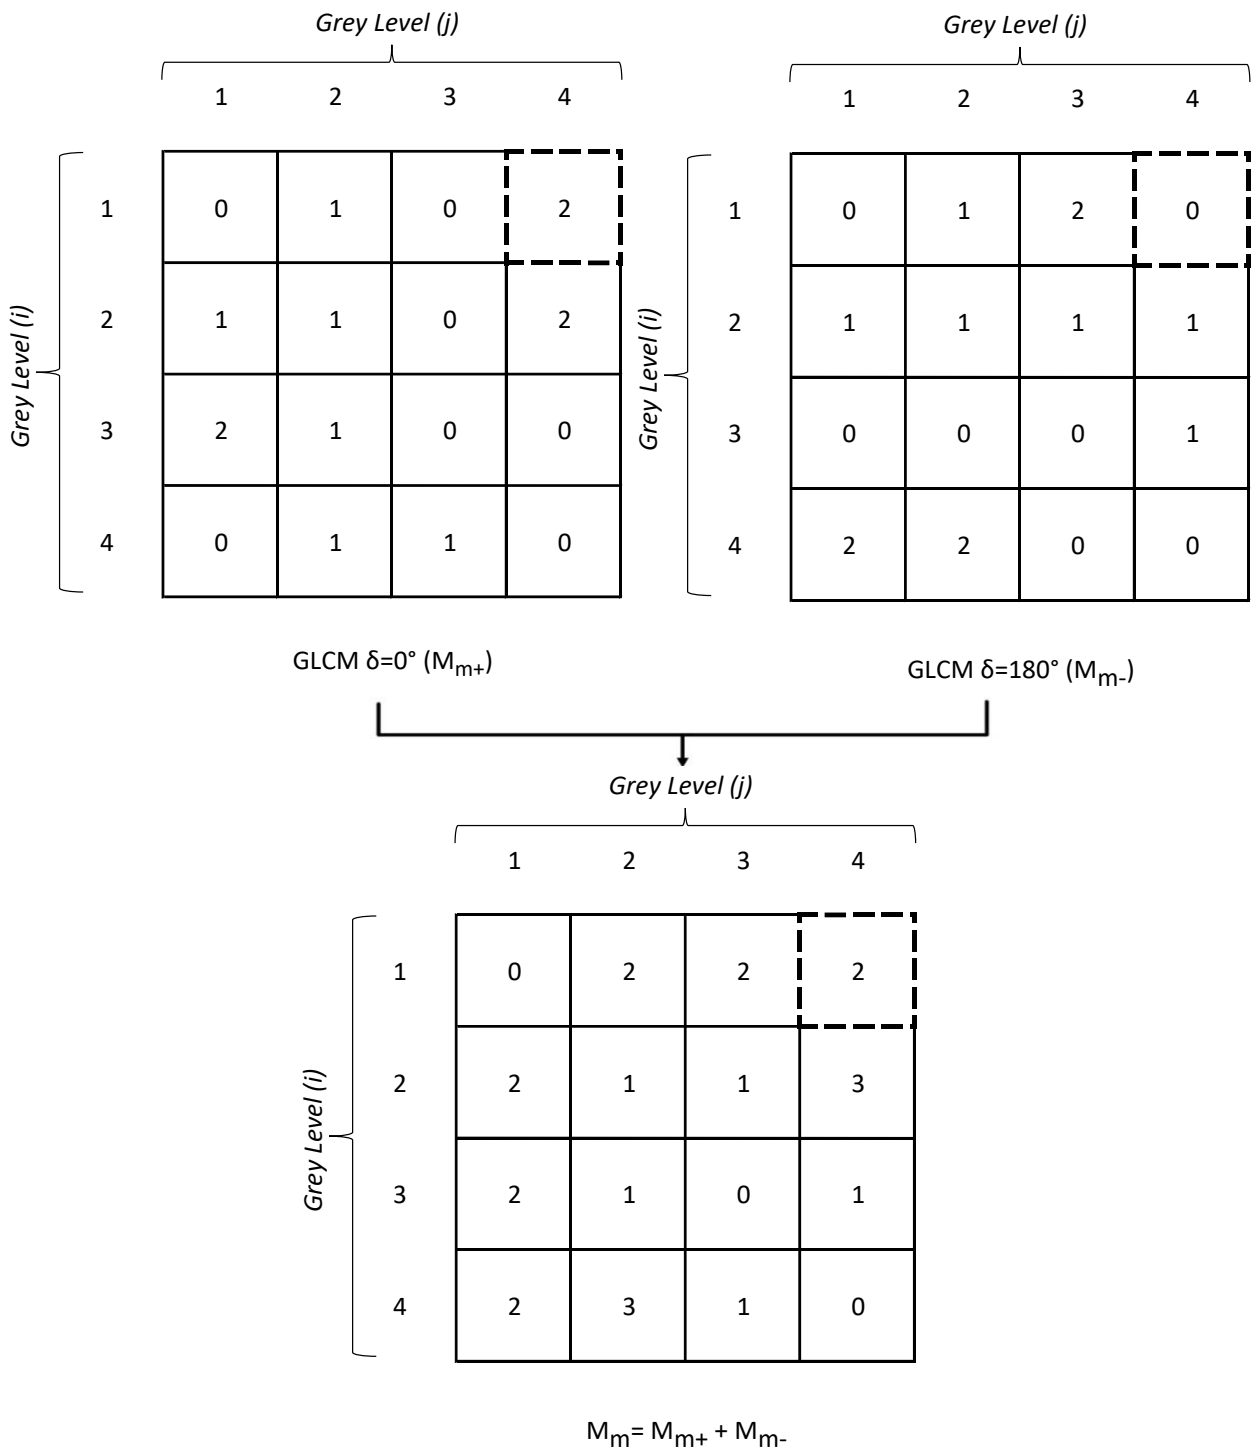 Grey Level (j)
1 2 3 4
Grey Level (i)
1 0 1 0 2
2 1 1 0 2
3 2 1 0 0
4 0 1 1 0
GLCM δ=0° (Mm+)
Grey Level (j)
1 2 3 4
Grey Level (i)
1 0 1 2 0
2 1 1 1 1
3 0 0 0 1
4 2 2 0 0
GLCM δ=180° (Mm-)
Grey Level (j)
1 2 3 4
Grey Level (i)
1 0 2 2 2
2 2 1 1 3
3 2 1 0 1
4 2 3 1 0
Mm= Mm+ + Mm-